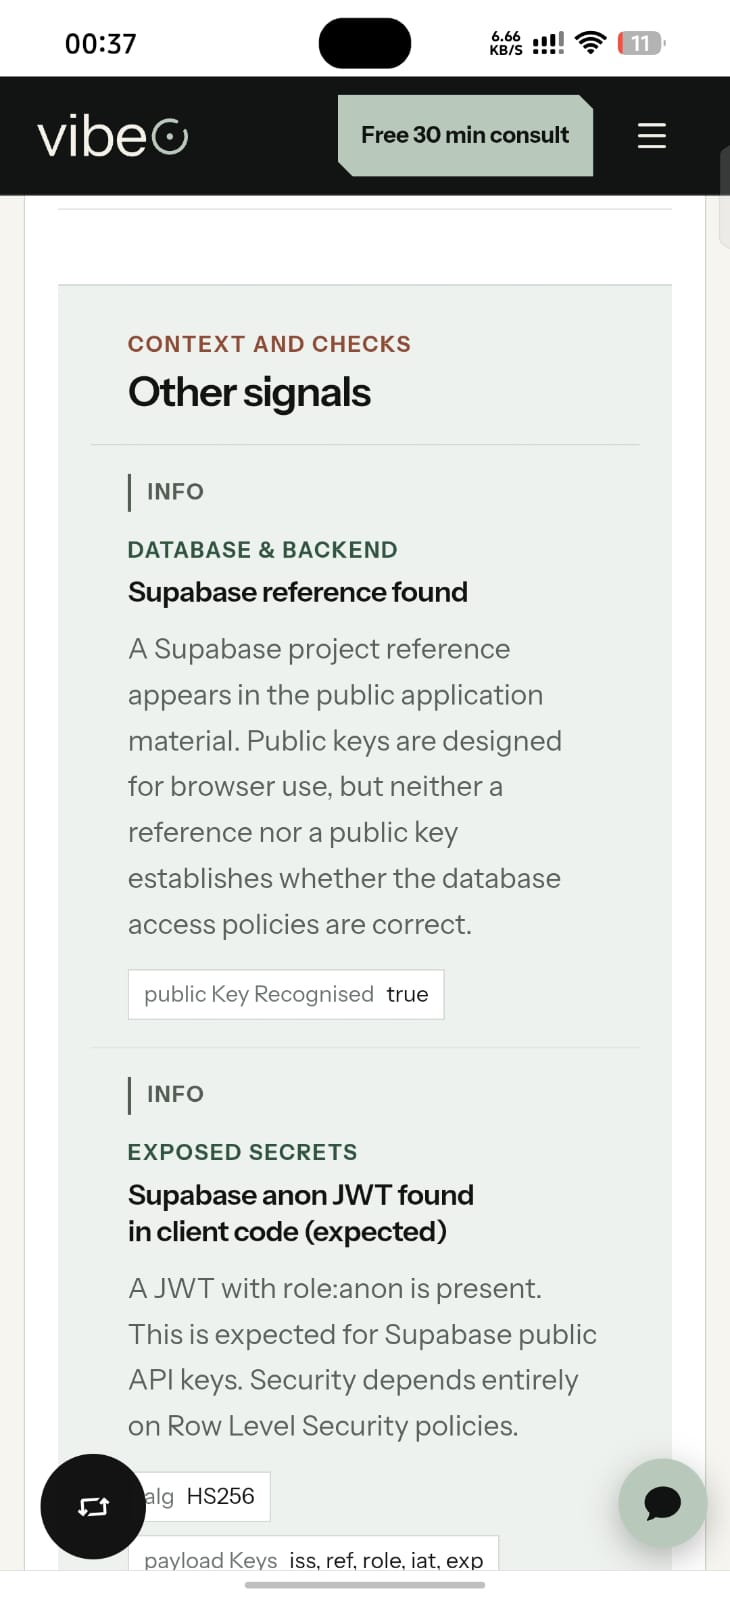 00:37
6.66
KB/S
11
vibe
Free 30 min consult
CONTEXT AND CHECKS
Other signals
INFO
DATABASE & BACKEND
Supabase reference found
A Supabase project reference
appears in the public application
material. Public keys are designed
for browser use, but neither a
reference nor a public key
establishes whether the database
access policies are correct.
public Key Recognised true
INFO
EXPOSED SECRETS
Supabase anon JWT found
in client code (expected)
A JWT with role:anon is present.
This is expected for Supabase public
API keys. Security depends entirely
on Row Level Security policies.
alg HS256
payload Keys iss, ref, role, iat, exp